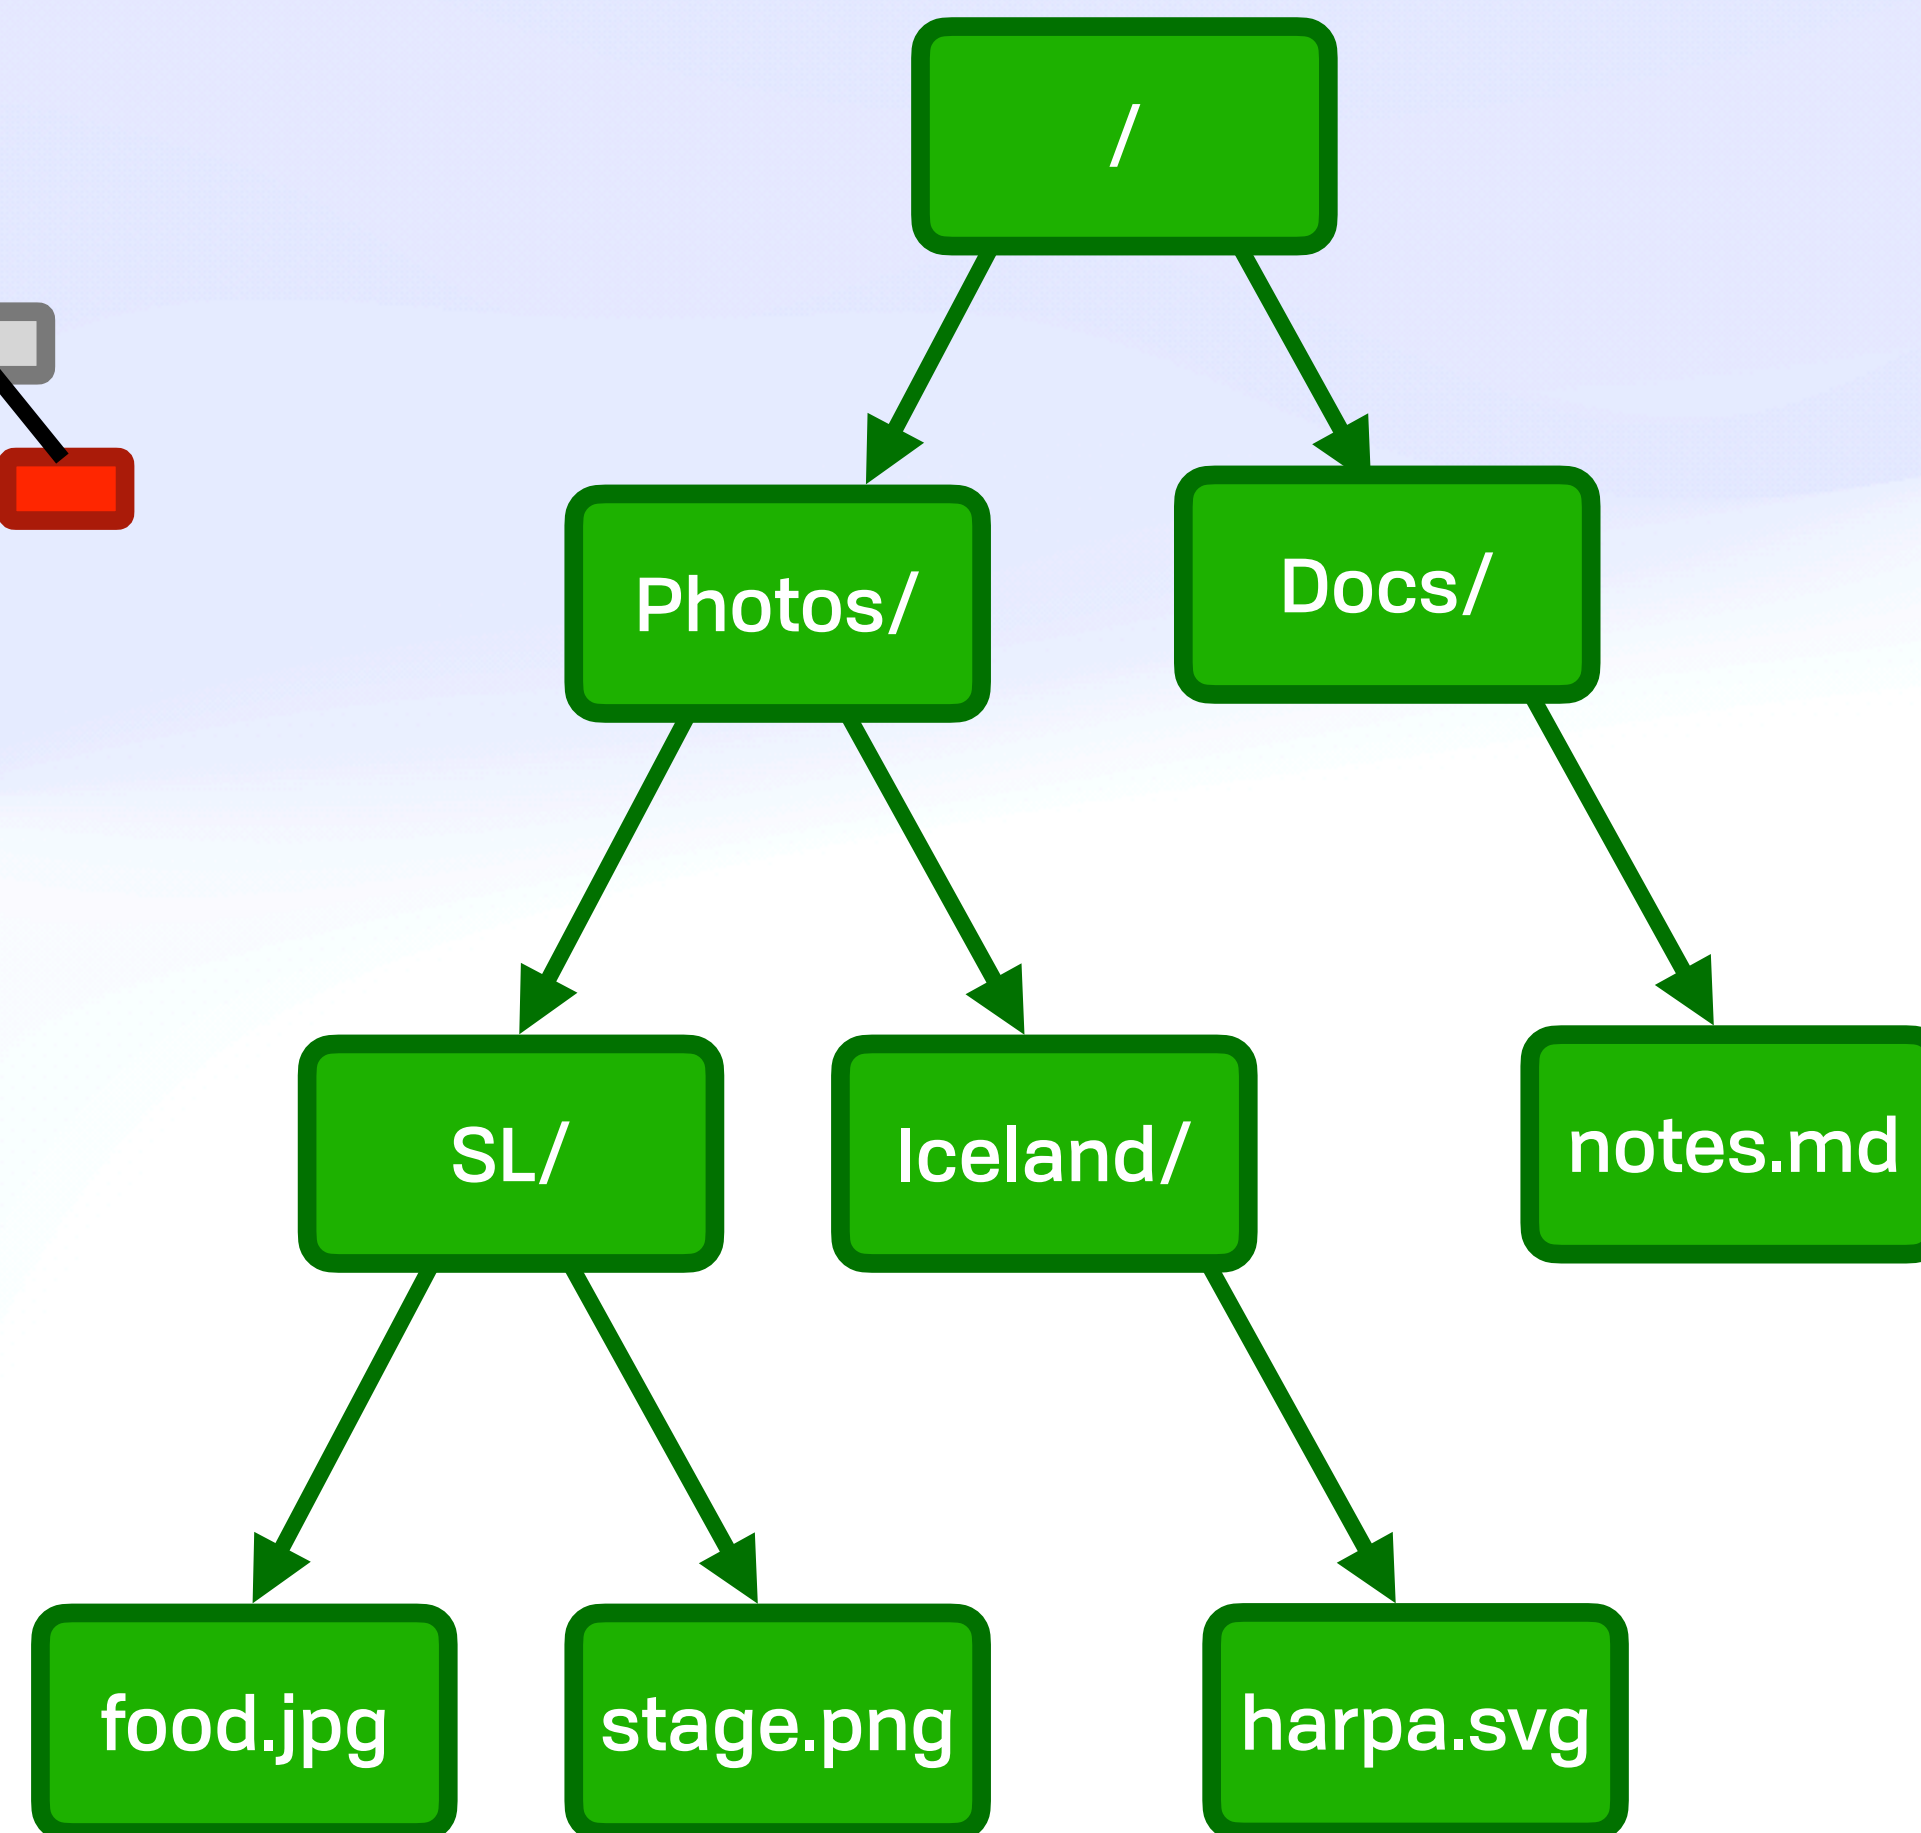 /
Photos/
Docs/
SL/
Iceland/
notes.md
food.jpg
stage.png
harpa.svg